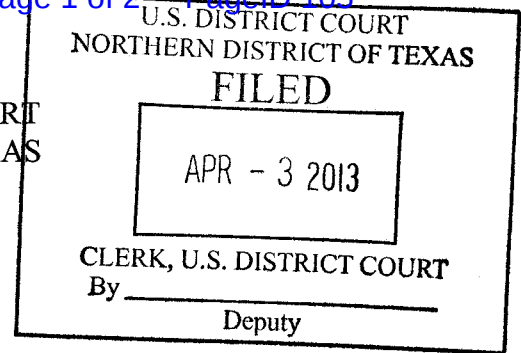 age 1 of 2 PageID 105
U.S. DISTRICT COURT
NORTHERN DISTRICT OF TEXAS
FILED
RT
AS
APR - 3 2013
CLERK, U.S. DISTRICT COURT
By
Deputy